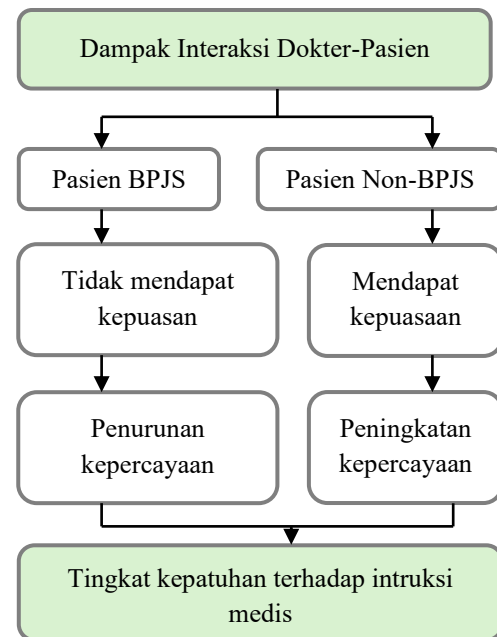 Dampak Interaksi Dokter-Pasien
Pasien BPJS
Pasien Non-BPJS
Tidak mendapat
kepuasan
Mendapat
kepuasaan
Penurunan
kepercayaan
Peningkatan
kepercayaan
Tingkat kepatuhan terhadap intruksi
medis